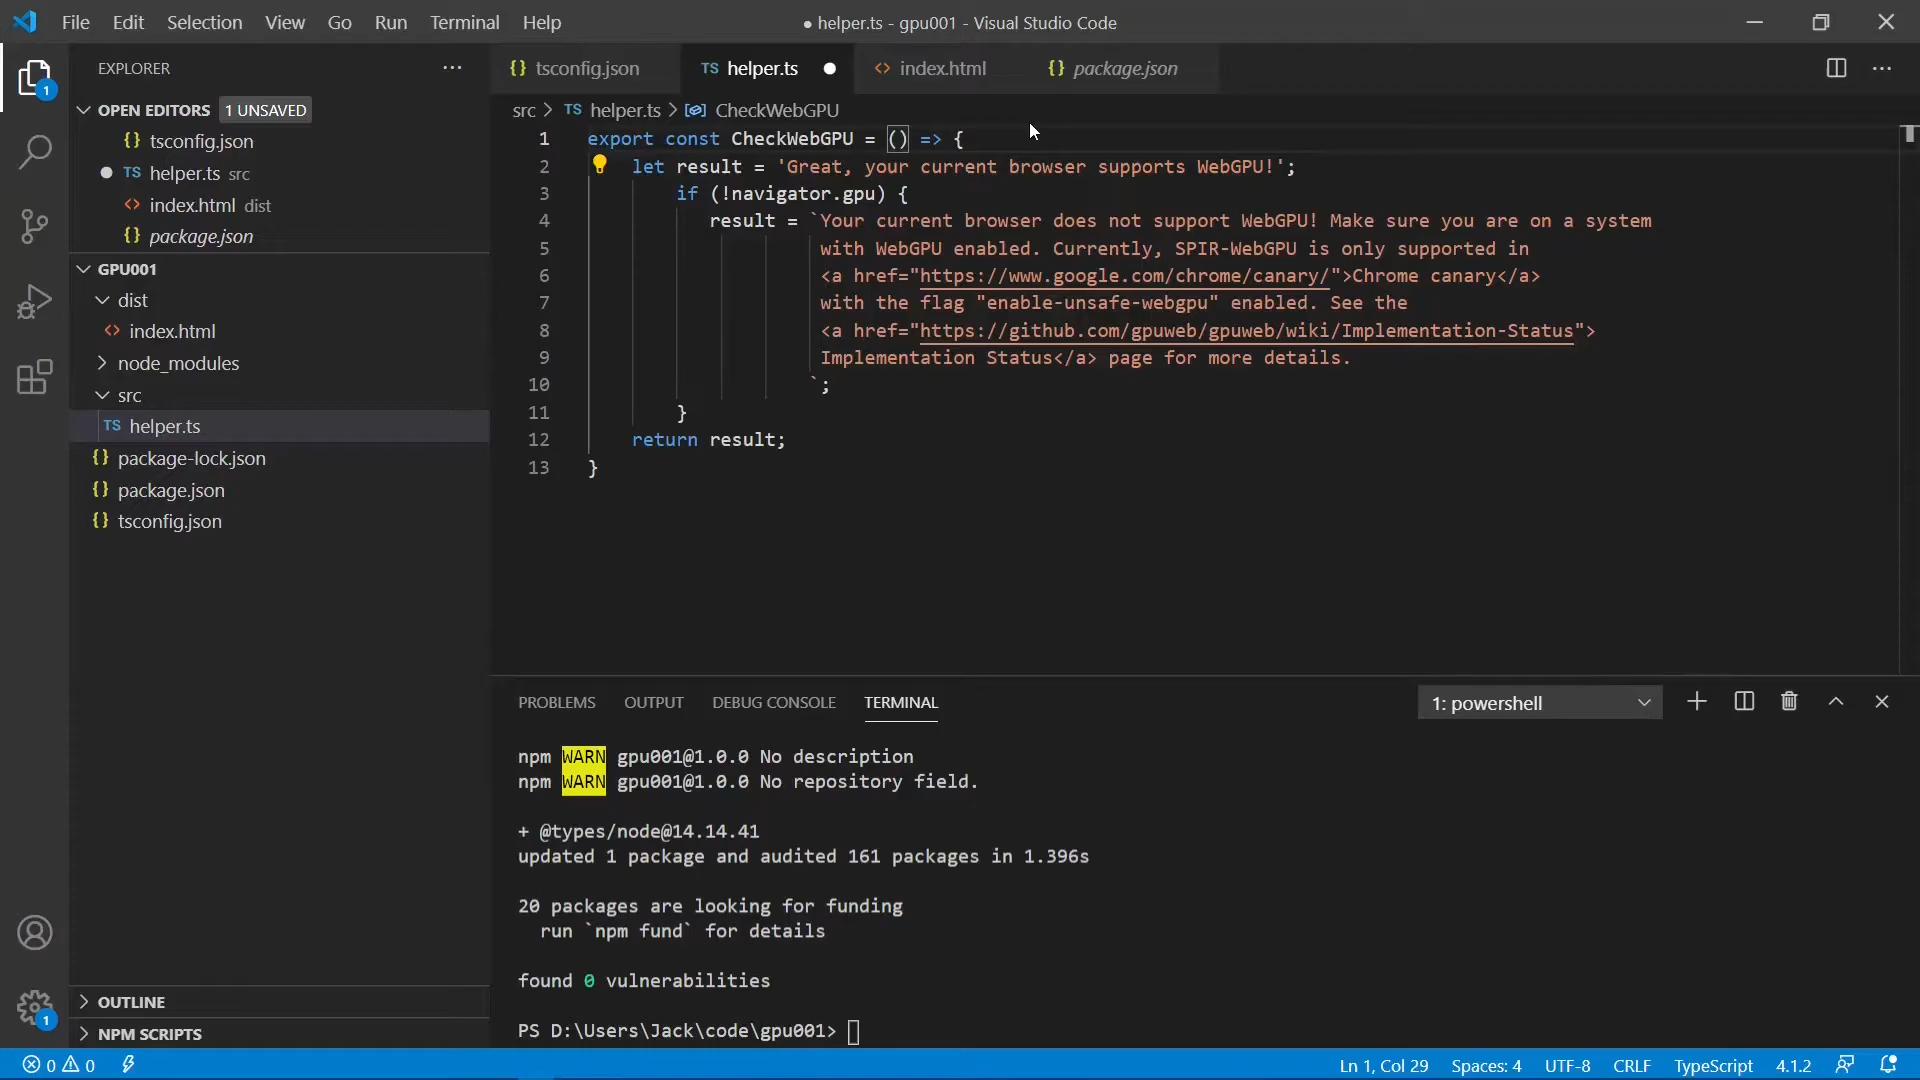 File Edit Selection View Go Run Terminal Help
● helper.ts - gpu001 - Visual Studio Code
EXPLORER
OPEN EDITORS 1 UNSAVED
{} tsconfig.json
TS helper.ts src
<> index.html dist
{} package.json
GPU001
dist
<> index.html
node_modules
src
TS helper.ts
{} package-lock.json
{} package.json
{} tsconfig.json
OUTLINE
NPM SCRIPTS
1
1
{} tsconfig.json TS helper.ts ● <> index.html {} package.json
src > TS helper.ts > CheckWebGPU
1 export const CheckWebGPU = () => {
2 let result = 'Great, your current browser supports WebGPU!';
3 if (!navigator.gpu) {
4 result = `Your current browser does not support WebGPU! Make sure you are on a system
5 with WebGPU enabled. Currently, SPIR-WebGPU is only supported in
6 <a href="https://www.google.com/chrome/canary/">Chrome canary</a>
7 with the flag "enable-unsafe-webgpu" enabled. See the
8 <a href="https://github.com/gpuweb/gpuweb/wiki/Implementation-Status">
9 Implementation Status</a> page for more details.
10 `;
11 }
12 return result;
13 }
PROBLEMS OUTPUT DEBUG CONSOLE TERMINAL
1: powershell
npm WARN gpu001@1.0.0 No description
npm WARN gpu001@1.0.0 No repository field.
+ @types/node@14.14.41
updated 1 package and audited 161 packages in 1.396s
20 packages are looking for funding
run `npm fund` for details
found 0 vulnerabilities
PS D:\Users\Jack\code\gpu001>
0 0
Ln 1, Col 29 Spaces: 4 UTF-8 CRLF TypeScript 4.1.2